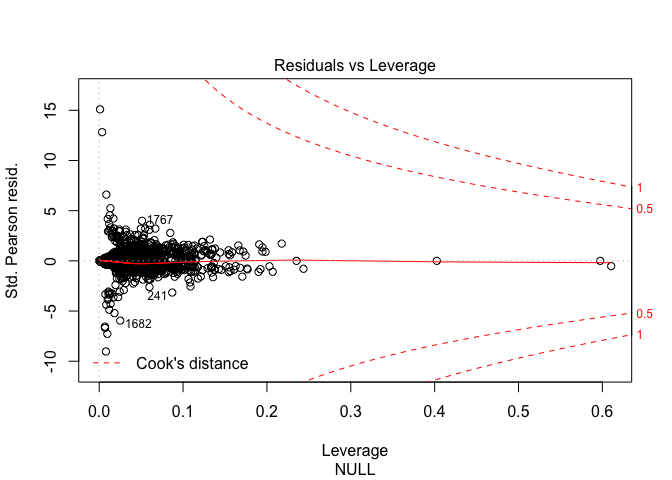 Residuals vs Leverage
Std. Pearson resid.
15
10
5
0
-5
-10
1767
241
1682
1
0.5
0.5
1
Cook's distance
0.0 0.1 0.2 0.3 0.4 0.5 0.6
Leverage
NULL